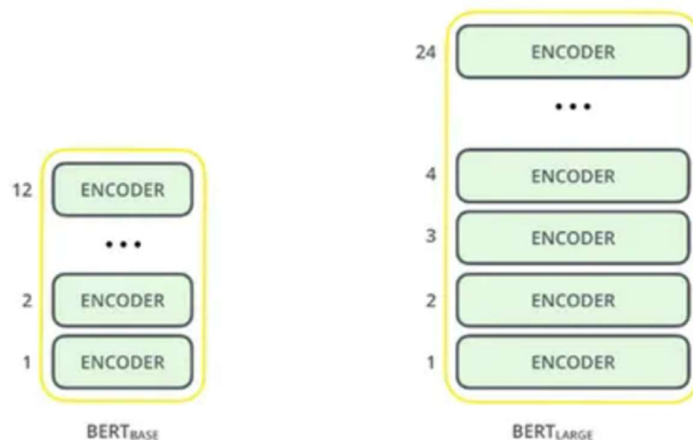 24 ENCODER
...
12 ENCODER
4 ENCODER
...
3 ENCODER
2 ENCODER
2 ENCODER
1 ENCODER
1 ENCODER
BERTBASE
BERTLARGE